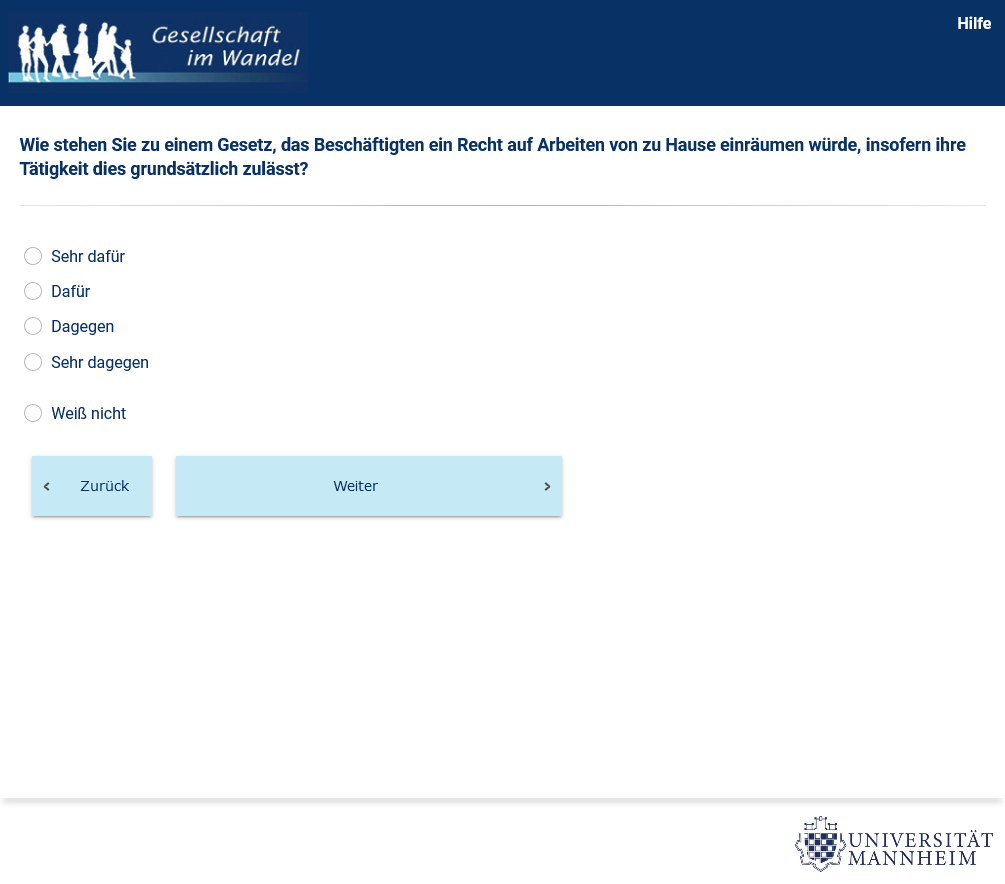 Gesellschaft
im Wandel
Hilfe
Wie stehen Sie zu einem Gesetz, das Beschäftigten ein Recht auf Arbeiten von zu Hause einräumen würde, insofern ihre
Tätigkeit dies grundsätzlich zulässt?
Sehr dafür
Dafür
Dagegen
Sehr dagegen
Weiß nicht
Zurück
Weiter
UNIVERSITÄT
MANNHEIM